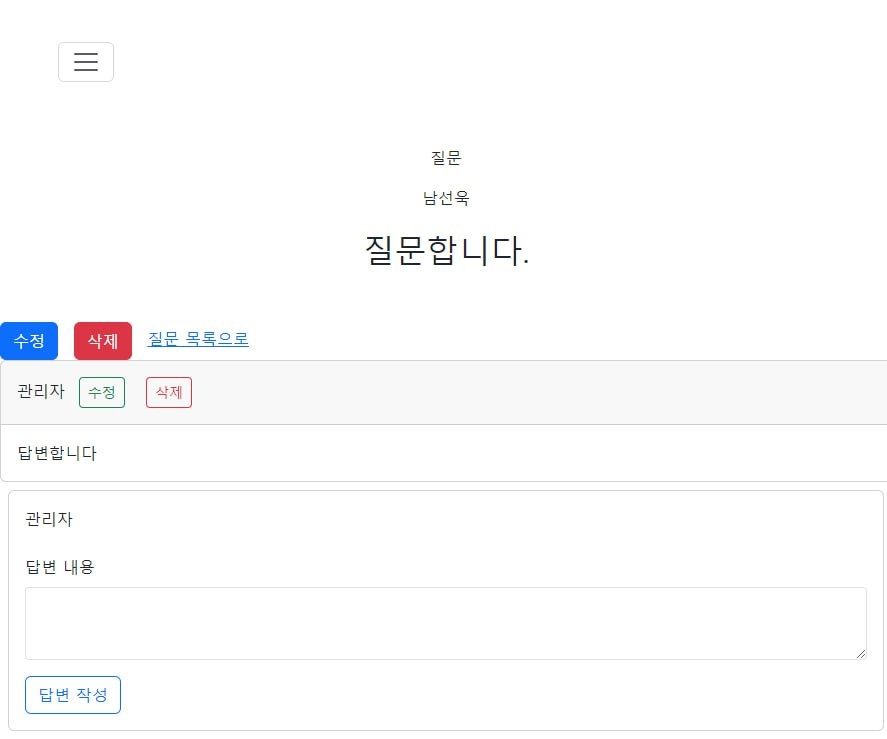 질문
남선욱
질문합니다.
수정 삭제 질문 목록으로
관리자 수정 삭제
답변합니다
관리자
답변 내용
답변 작성